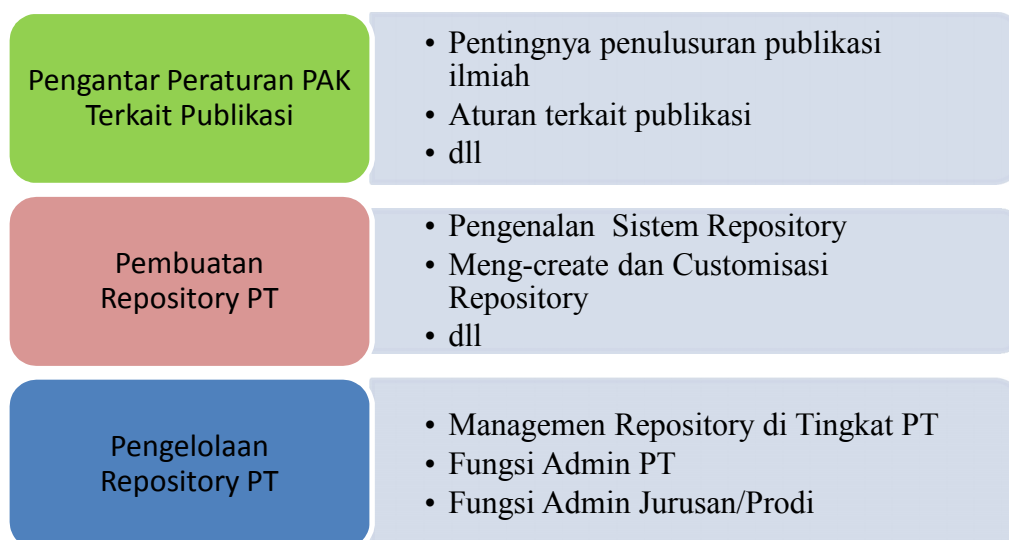 Pengantar Peraturan PAK
Terkait Publikasi
• Pentingnya penulusuran publikasi
ilmiah
• Aturan terkait publikasi
• dll
Pembuatan
Repository PT
• Pengenalan  Sistem Repository
• Meng-create dan Customisasi
Repository
• dll
Pengelolaan
Repository PT
• Managemen Repository di Tingkat PT
• Fungsi Admin PT
• Fungsi Admin Jurusan/Prodi